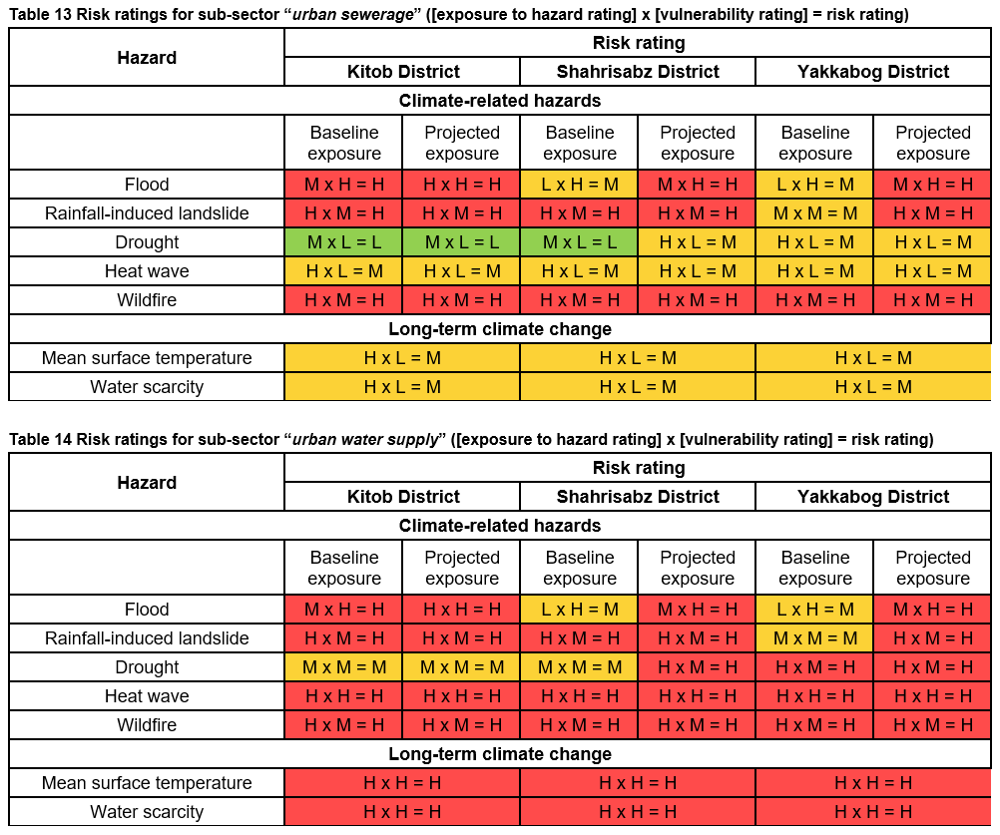 Table 13 Risk ratings for sub-sector “urban sewerage” ([exposure to hazard rating] x [vulnerability rating] = risk rating)
Hazard Risk rating
Kitob District Shahrisabz District Yakkabog District
Climate-related hazards
Baseline exposure Projected exposure Baseline exposure Projected exposure Baseline exposure Projected exposure
Flood M x H = H H x H = H L x H = M M x H = H L x H = M M x H = H
Rainfall-induced landslide H x M = H H x M = H H x M = H H x M = H M x M = M H x M = H
Drought M x L = L M x L = L M x L = L H x L = M H x L = M H x L = M
Heat wave H x L = M H x L = M H x L = M H x L = M H x L = M H x L = M
Wildfire H x M = H H x M = H H x M = H H x M = H H x M = H H x M = H
Long-term climate change
Mean surface temperature H x L = M H x L = M H x L = M
Water scarcity H x L = M H x L = M H x L = M
Table 14 Risk ratings for sub-sector “urban water supply” ([exposure to hazard rating] x [vulnerability rating] = risk rating)
Hazard Risk rating
Kitob District Shahrisabz District Yakkabog District
Climate-related hazards
Baseline exposure Projected exposure Baseline exposure Projected exposure Baseline exposure Projected exposure
Flood M x H = H H x H = H L x H = M M x H = H L x H = M M x H = H
Rainfall-induced landslide H x M = H H x M = H H x M = H H x M = H M x M = M H x M = H
Drought M x M = M M x M = M M x M = M H x M = H H x M = H H x M = H
Heat wave H x H = H H x H = H H x H = H H x H = H H x H = H H x H = H
Wildfire H x M = H H x M = H H x M = H H x M = H H x M = H H x M = H
Long-term climate change
Mean surface temperature H x H = H H x H = H H x H = H
Water scarcity H x H = H H x H = H H x H = H